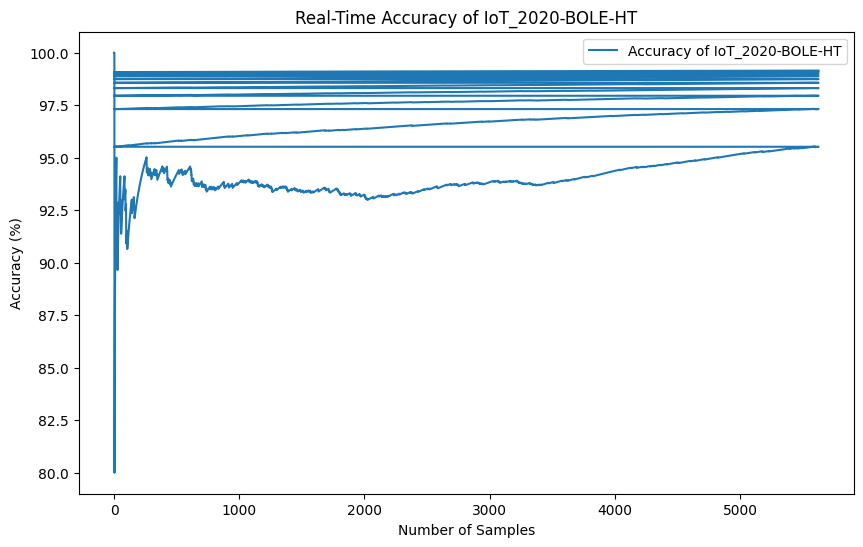 Real-Time Accuracy of IoT_2020-BOLE-HT
Accuracy of IoT_2020-BOLE-HT
Accuracy (%)
100.0
97.5
95.0
92.5
90.0
87.5
85.0
82.5
80.0
0 1000 2000 3000 4000 5000
Number of Samples